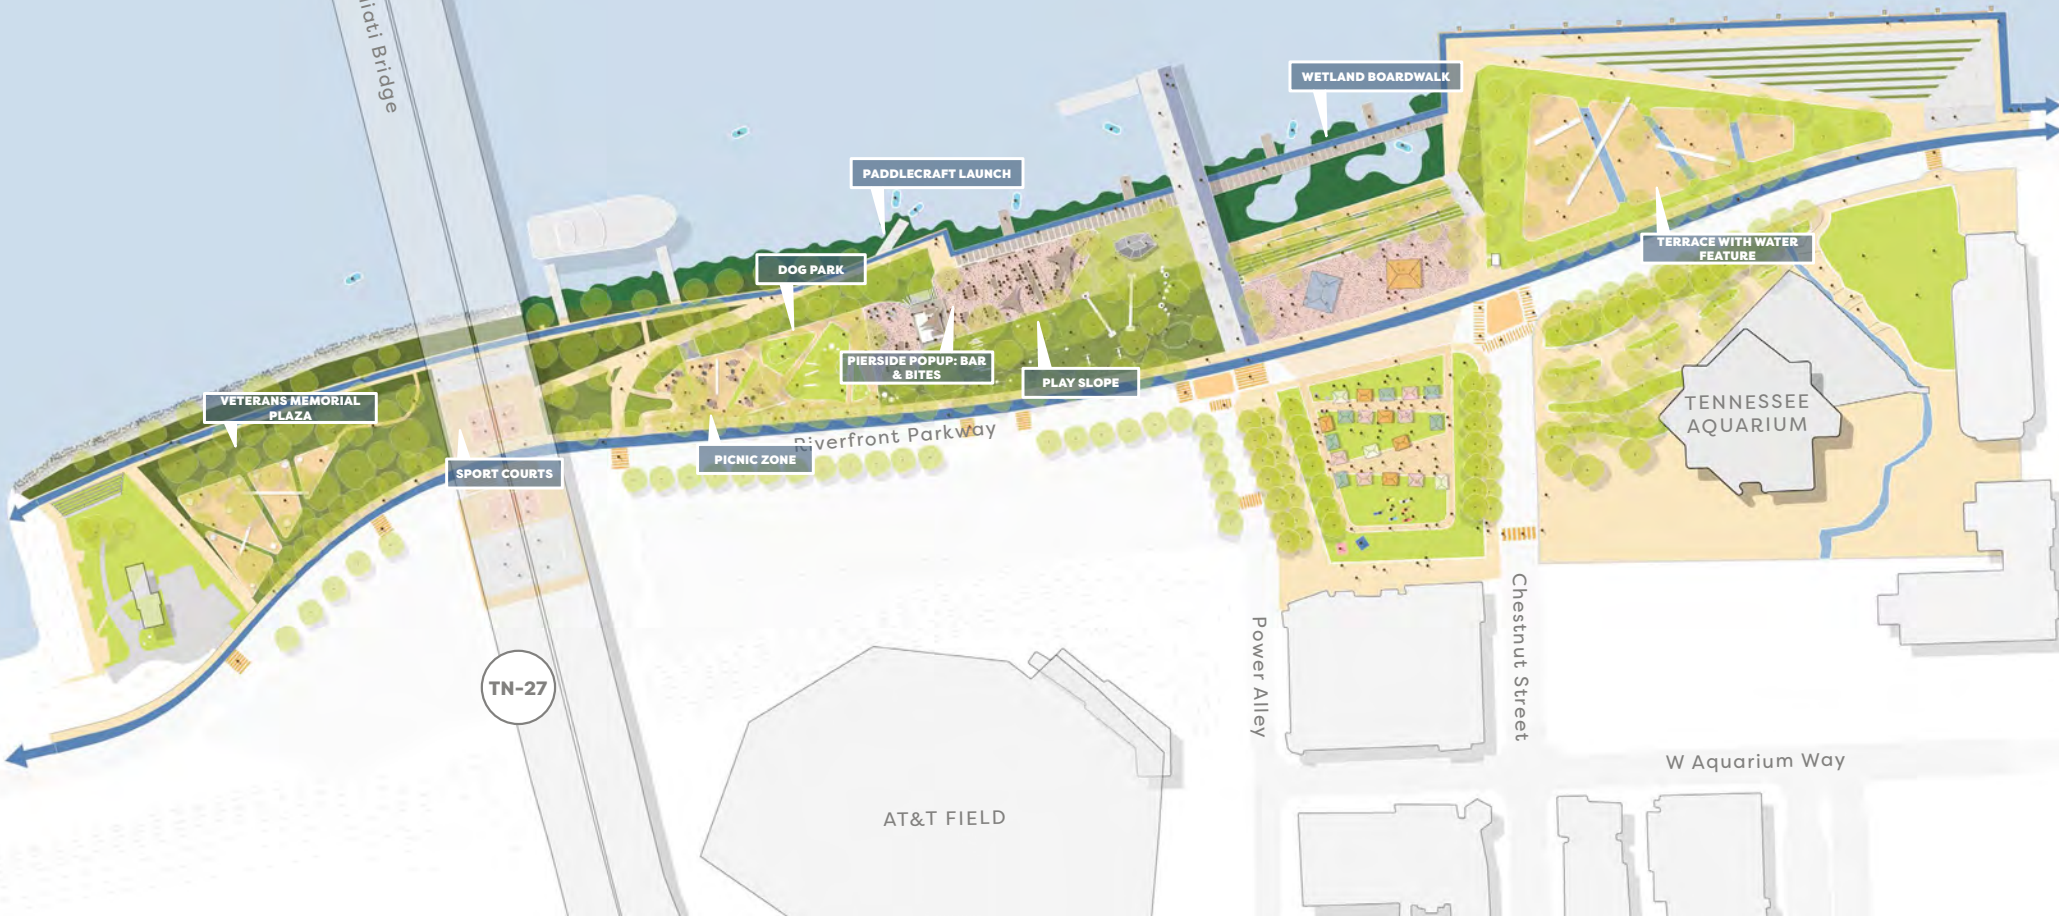 Bridge
WETLAND BOARDWALK
PADDLECRAFT LAUNCH
DOG PARK
TERRACE WITH WATER
FEATURE
PIERSIDE POPUP: BAR
& BITES
PLAY SLOPE
VETERANS MEMORIAL
PLAZA
Riverfront Parkway
PICNIC ZONE
SPORT COURTS
TENNESSEE
AQUARIUM
TN-27
Power Alley
Chestnut Street
W Aquarium Way
AT&T FIELD